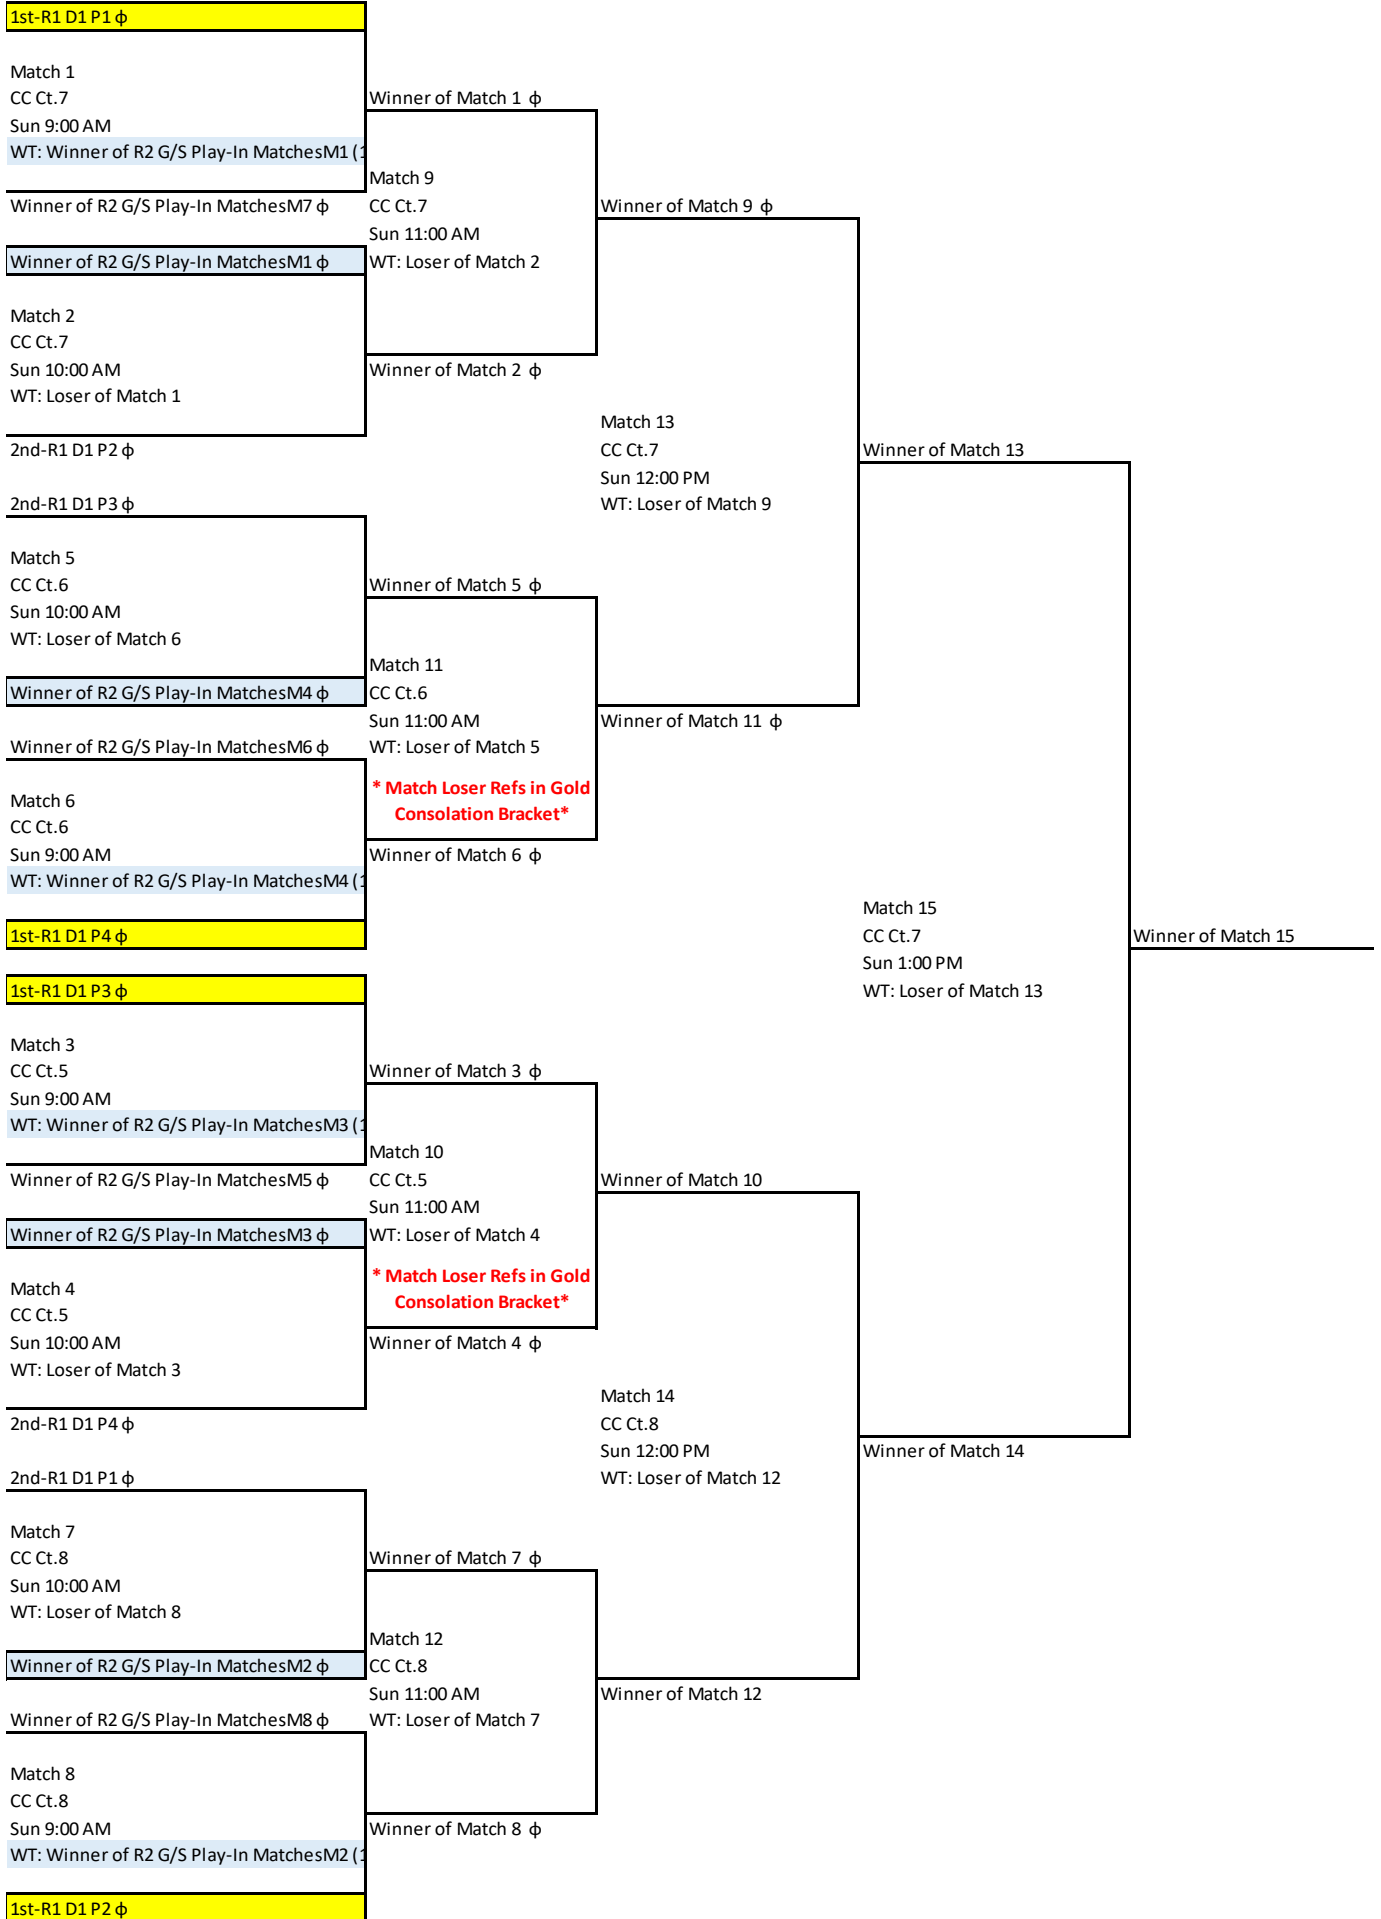 1st-R1 D1 P1 ϕ
Match 1
CC Ct.7
Sun 9:00 AM
WT: Winner of R2 G/S Play-In MatchesM1 (1
Winner of R2 G/S Play-In MatchesM7 ϕ
Winner of R2 G/S Play-In MatchesM1 ϕ
Match 2
CC Ct.7
Sun 10:00 AM
WT: Loser of Match 1
2nd-R1 D1 P2 ϕ
2nd-R1 D1 P3 ϕ
Match 5
CC Ct.6
Sun 10:00 AM
WT: Loser of Match 6
Winner of R2 G/S Play-In MatchesM4 ϕ
Winner of R2 G/S Play-In MatchesM6 ϕ
Match 6
CC Ct.6
Sun 9:00 AM
WT: Winner of R2 G/S Play-In MatchesM4 (1
1st-R1 D1 P4 ϕ
1st-R1 D1 P3 ϕ
Match 3
CC Ct.5
Sun 9:00 AM
WT: Winner of R2 G/S Play-In MatchesM3 (1
Winner of R2 G/S Play-In MatchesM5 ϕ
Winner of R2 G/S Play-In MatchesM3 ϕ
Match 4
CC Ct.5
Sun 10:00 AM
WT: Loser of Match 3
2nd-R1 D1 P4 ϕ
2nd-R1 D1 P1 ϕ
Match 7
CC Ct.8
Sun 10:00 AM
WT: Loser of Match 8
Winner of R2 G/S Play-In MatchesM2 ϕ
Winner of R2 G/S Play-In MatchesM8 ϕ
Match 8
CC Ct.8
Sun 9:00 AM
WT: Winner of R2 G/S Play-In MatchesM2 (1
1st-R1 D1 P2 ϕ
Winner of Match 1 ϕ
Match 9
CC Ct.7
Sun 11:00 AM
WT: Loser of Match 2
Winner of Match 2 ϕ
Winner of Match 5 ϕ
Match 11
CC Ct.6
Sun 11:00 AM
WT: Loser of Match 5
* Match Loser Refs in Gold
Consolation Bracket*
Winner of Match 6 ϕ
Winner of Match 3 ϕ
Match 10
CC Ct.5
Sun 11:00 AM
WT: Loser of Match 4
* Match Loser Refs in Gold
Consolation Bracket*
Winner of Match 4 ϕ
Winner of Match 7 ϕ
Match 12
CC Ct.8
Sun 11:00 AM
WT: Loser of Match 7
Winner of Match 8 ϕ
Winner of Match 9 ϕ
Match 13
CC Ct.7
Sun 12:00 PM
WT: Loser of Match 9
Winner of Match 11 ϕ
Winner of Match 10
Match 14
CC Ct.8
Sun 12:00 PM
WT: Loser of Match 12
Winner of Match 12
Winner of Match 13
Match 15
CC Ct.7
Sun 1:00 PM
WT: Loser of Match 13
Winner of Match 14
Winner of Match 15